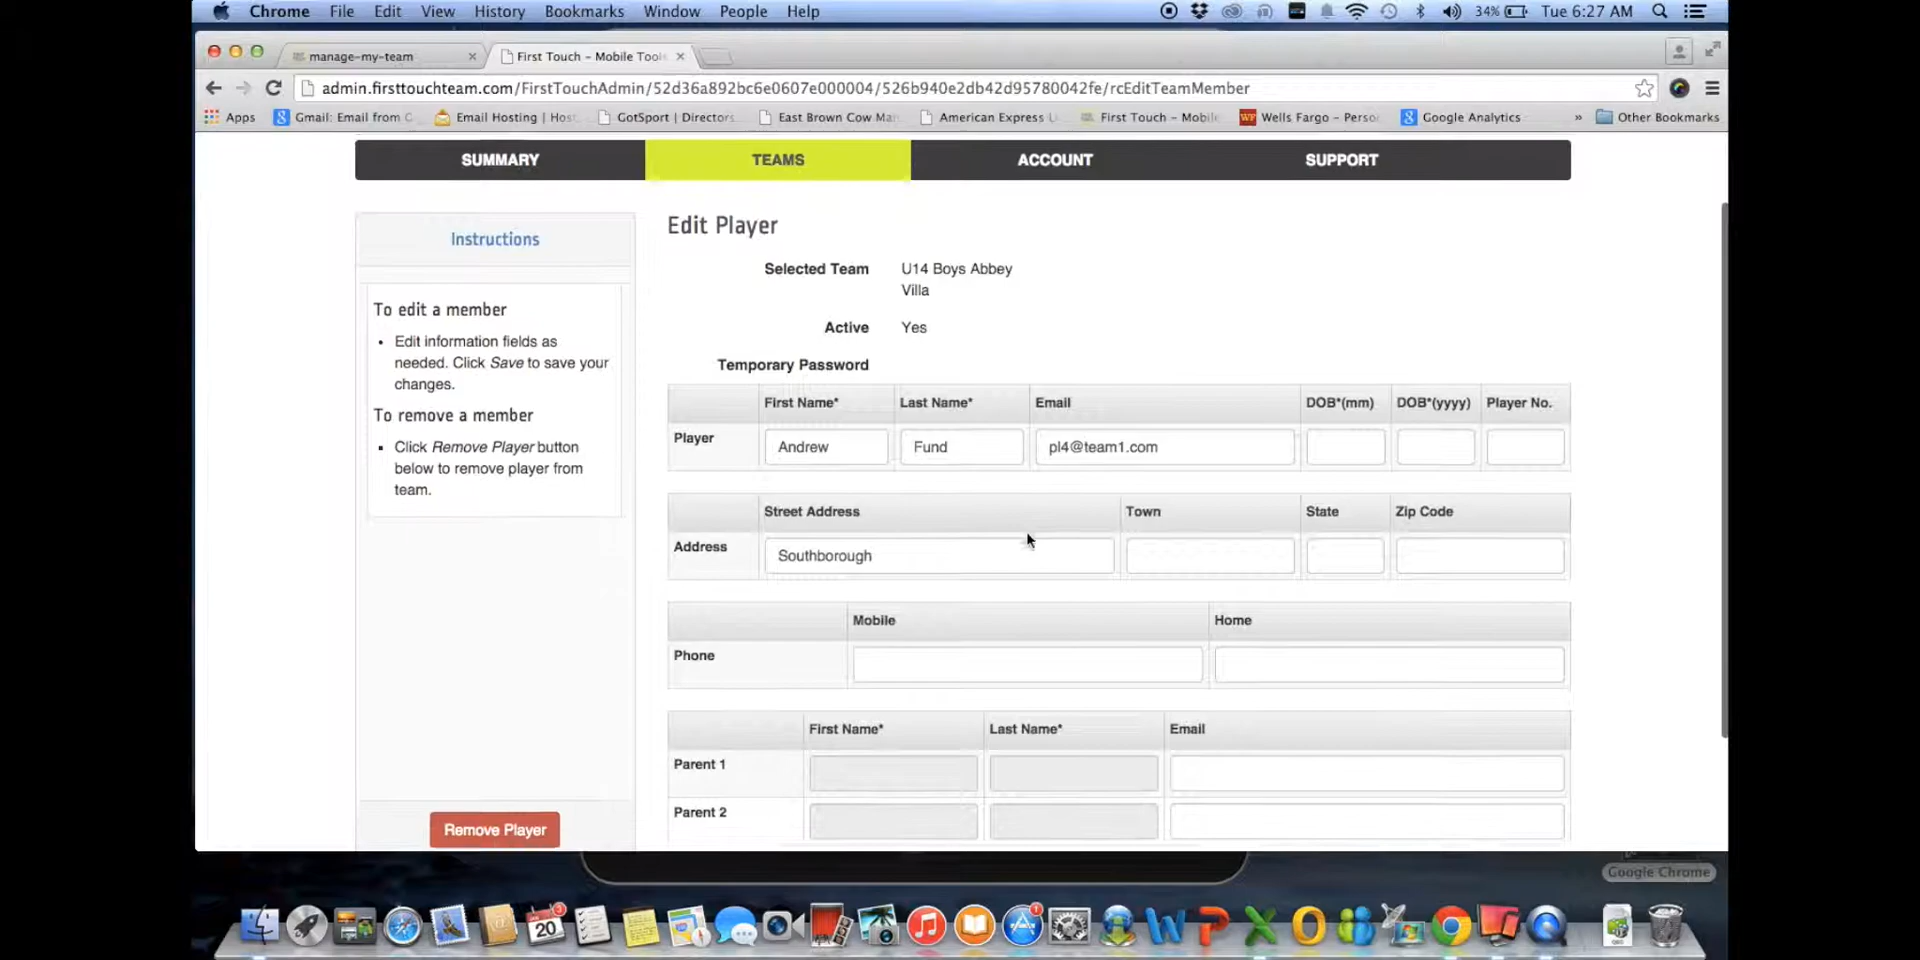 Chrome File Edit View History Bookmarks Window People Help 34% Tue 6:27 AM
manage-my-team First Touch – Mobile Tools
admin.firsttouchteam.com/FirstTouchAdmin/52d36a892bc6e0607e000004/526b940e2db42d95780042fe/rcEditTeamMember
Apps Gmail: Email from G Email Hosting | Host GotSport | Directors East Brown Cow Ma American Express L First Touch – Mobile Wells Fargo – Perso Google Analytics » Other Bookmarks
SUMMARY TEAMS ACCOUNT SUPPORT
Instructions
To edit a member
• Edit information fields as
needed. Click Save to save your
changes.
To remove a member
• Click Remove Player button
below to remove player from
team.
Remove Player
Edit Player
Selected Team U14 Boys Abbey
Villa
Active Yes
Temporary Password
First Name* Last Name* Email DOB*(mm) DOB*(yyyy) Player No.
Player Andrew Fund pl4@team1.com
Street Address Town State Zip Code
Address Southborough
Mobile Home
Phone
First Name* Last Name* Email
Parent 1
Parent 2
Google Chrome
3
20
1